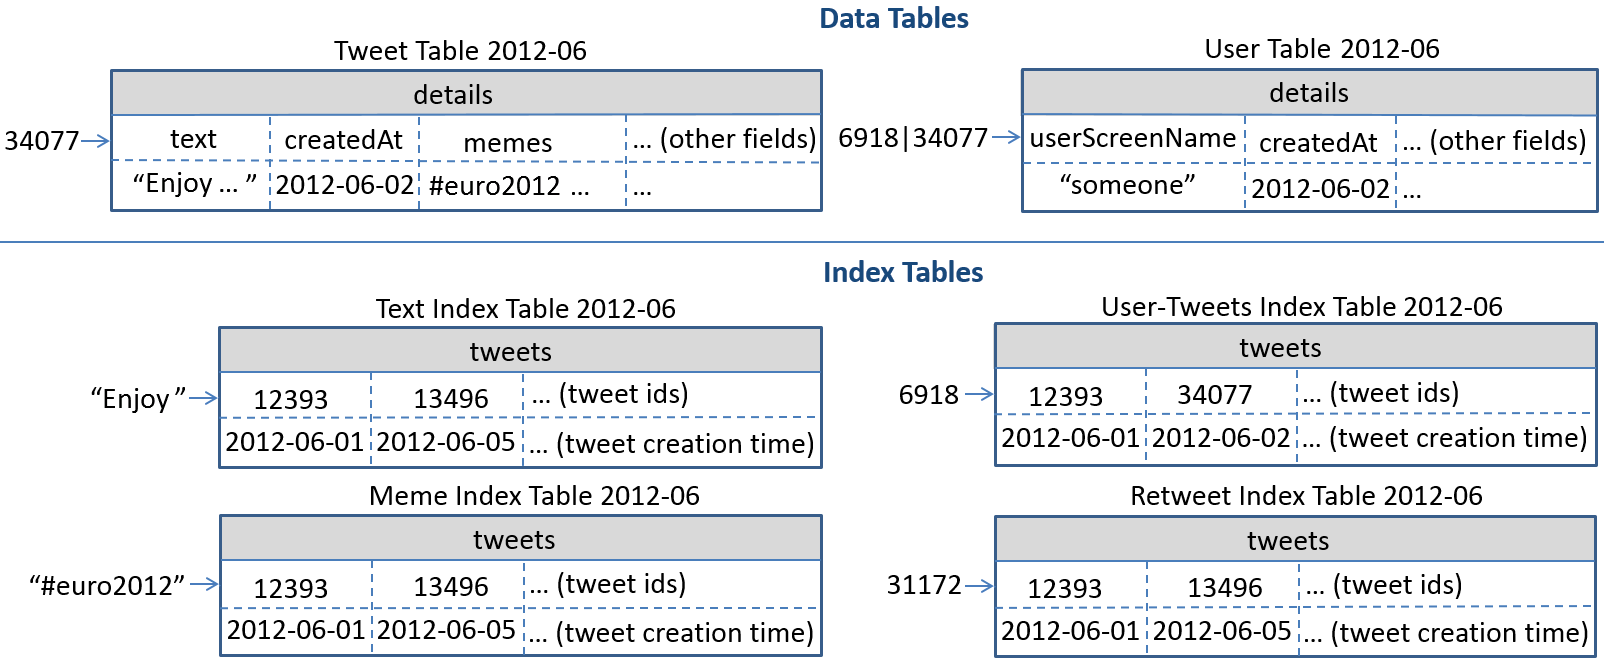 Data Tables
Tweet Table 2012-06
details
34077
text createdAt memes ... (other fields)
“Enjoy ... ” 2012-06-02 #euro2012 ... ...
User Table 2012-06
details
6918|34077
userScreenName createdAt ... (other fields)
“someone” 2012-06-02 ...
Index Tables
Text Index Table 2012-06
tweets
“Enjoy ”
12393 13496 ... (tweet ids)
2012-06-01 2012-06-05 ... (tweet creation time)
User-Tweets Index Table 2012-06
tweets
6918
12393 34077 ... (tweet ids)
2012-06-01 2012-06-02 ... (tweet creation time)
Meme Index Table 2012-06
tweets
“#euro2012”
12393 13496 ... (tweet ids)
2012-06-01 2012-06-05 ... (tweet creation time)
Retweet Index Table 2012-06
tweets
31172
12393 13496 ... (tweet ids)
2012-06-01 2012-06-05 ... (tweet creation time)